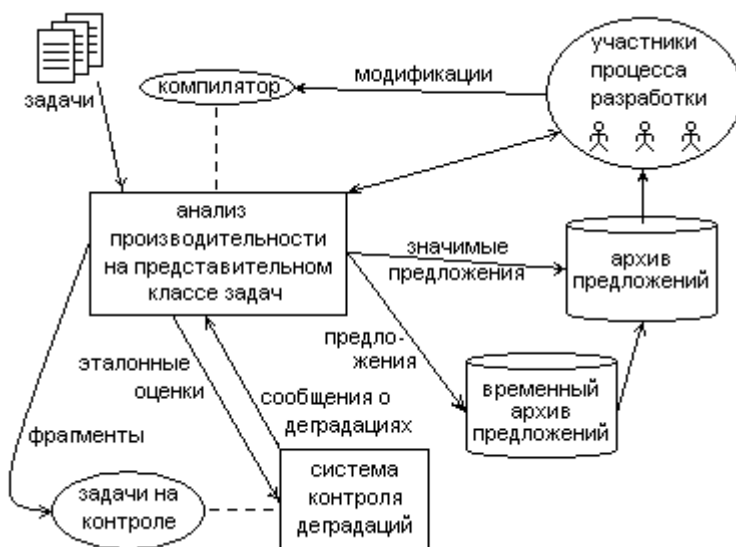 задачи
компилятор
модификации
участники
процесса
разработки
анализ
производительности
на представительном
классе задач
значимые
предложения
архив
предложений
предло-
жения
временный
архив
предложений
эталонные
оценки
сообщения о
деградациях
фрагменты
задачи на
контроле
система
контроля
деградаций